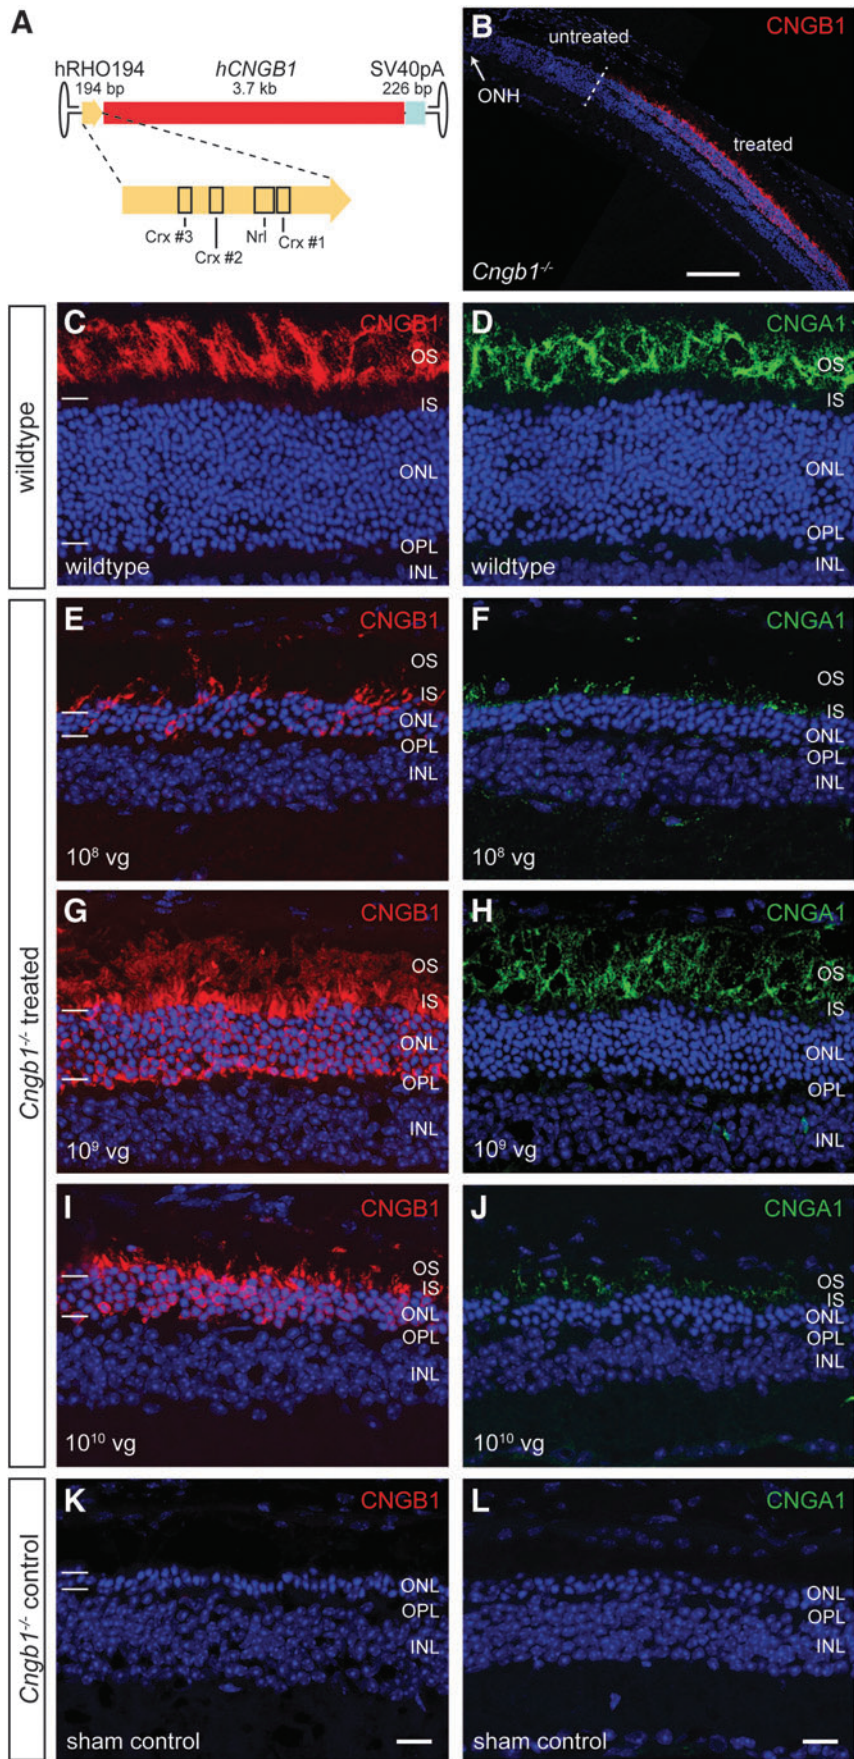 A
hRHO194 hCNGB1 SV40pA
194 bp 3.7 kb 226 bp
Crx #3 Nrl Crx #1
Crx #2
B CNGB1
untreated
ONH
treated
Cngb1-/-
wildtype
C CNGB1
OS
IS
ONL
OPL
INL
wildtype
D CNGA1
OS
IS
ONL
OPL
INL
wildtype
Cngb1-/- treated
E CNGB1
OS
IS
ONL
OPL
INL
10⁸ vg
F CNGA1
OS
IS
ONL
OPL
INL
10⁸ vg
G CNGB1
OS
IS
ONL
OPL
INL
10⁹ vg
H CNGA1
OS
IS
ONL
OPL
INL
10⁹ vg
I CNGB1
OS
IS
ONL
OPL
INL
10¹⁰ vg
J CNGA1
OS
IS
ONL
OPL
INL
10¹⁰ vg
Cngb1-/- control
K CNGB1
ONL
OPL
INL
sham control
L CNGA1
ONL
OPL
INL
sham control